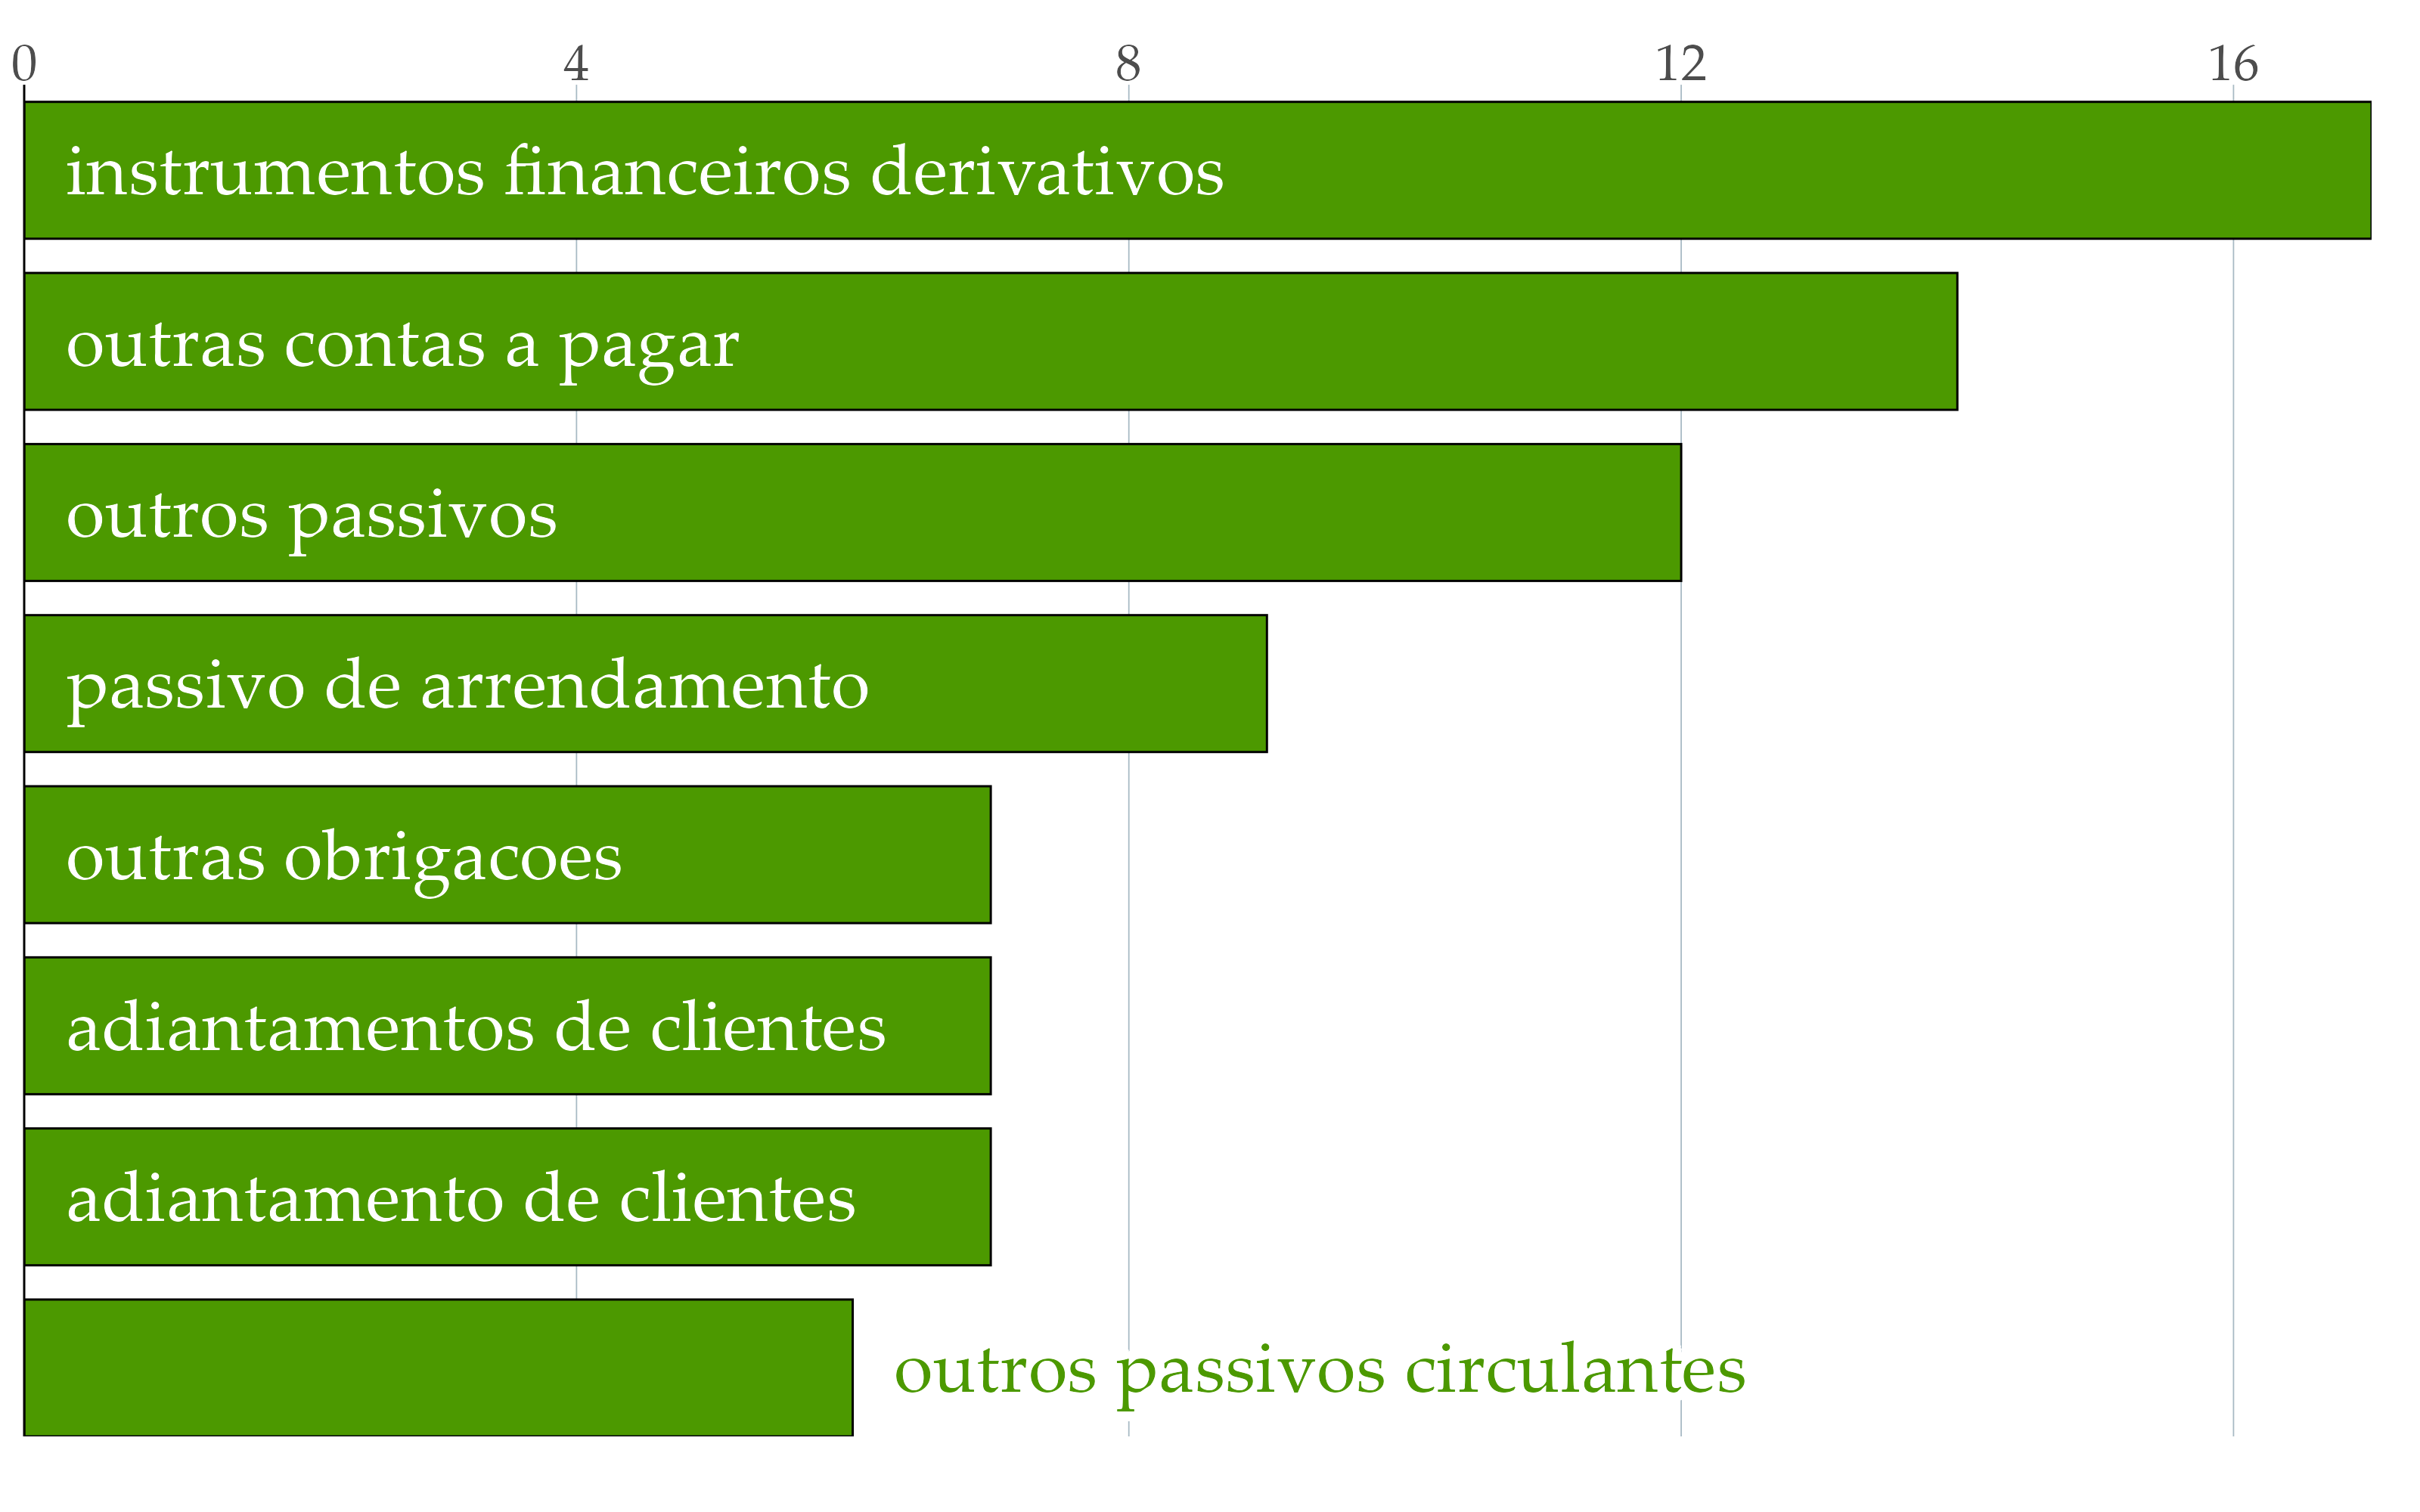 0 4 8 12 16
instrumentos financeiros derivativos
outras contas a pagar
outros passivos
passivo de arrendamento
outras obrigacoes
adiantamentos de clientes
adiantamento de clientes
outros passivos circulantes